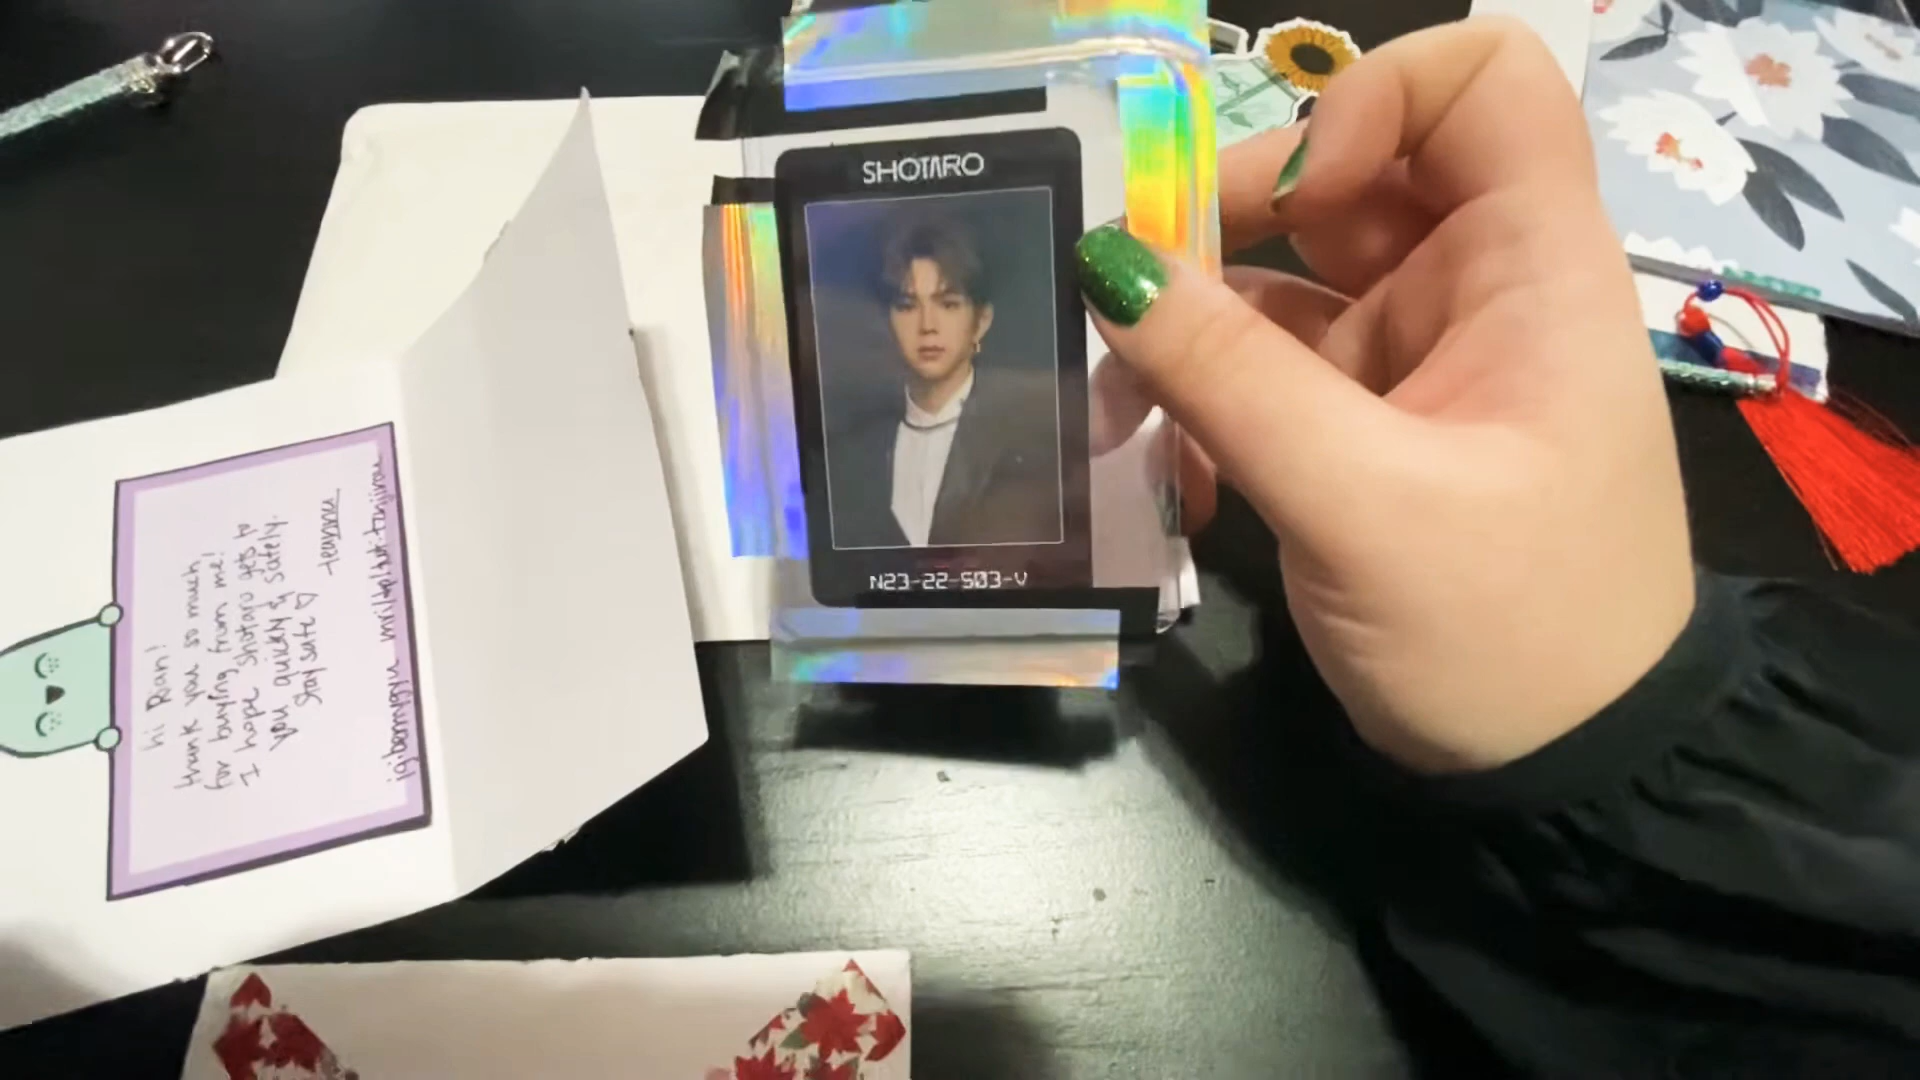 hi Rian!
thank you so much
for buying from me!
I hope shotaro gets to
you quickly & safely.
stay safe ♡
SHOTARO
N23-22-S03-V